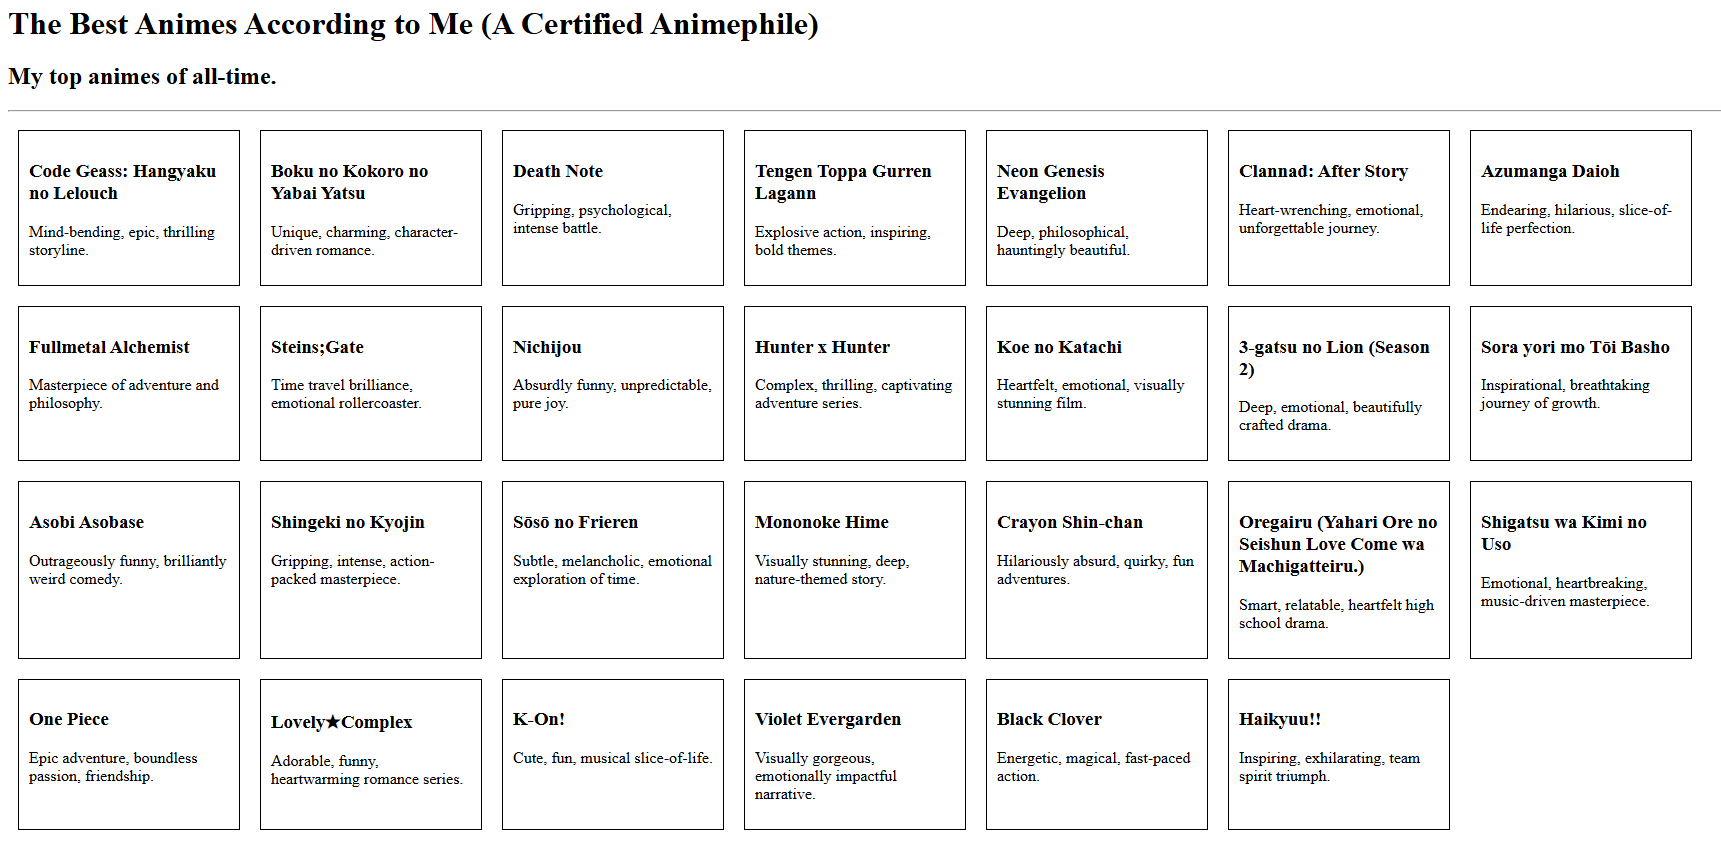 The Best Animes According to Me (A Certified Animephile)
My top animes of all-time.
Code Geass: Hangyaku
no Lelouch
Mind-bending, epic, thrilling
storyline.
Boku no Kokoro no
Yabai Yatsu
Unique, charming, character-
driven romance.
Death Note
Gripping, psychological,
intense battle.
Tengen Toppa Gurren
Lagann
Explosive action, inspiring,
bold themes.
Neon Genesis
Evangelion
Deep, philosophical,
hauntingly beautiful.
Clannad: After Story
Heart-wrenching, emotional,
unforgettable journey.
Azumanga Daioh
Endearing, hilarious, slice-of-
life perfection.
Fullmetal Alchemist
Masterpiece of adventure and
philosophy.
Steins;Gate
Time travel brilliance,
emotional rollercoaster.
Nichijou
Absurdly funny, unpredictable,
pure joy.
Hunter x Hunter
Complex, thrilling, captivating
adventure series.
Koe no Katachi
Heartfelt, emotional, visually
stunning film.
3-gatsu no Lion (Season
2)
Deep, emotional, beautifully
crafted drama.
Sora yori mo Tōi Basho
Inspirational, breathtaking
journey of growth.
Asobi Asobase
Outrageously funny, brilliantly
weird comedy.
Shingeki no Kyojin
Gripping, intense, action-
packed masterpiece.
Sōsō no Frieren
Subtle, melancholic, emotional
exploration of time.
Mononoke Hime
Visually stunning, deep,
nature-themed story.
Crayon Shin-chan
Hilariously absurd, quirky, fun
adventures.
Oregairu (Yahari Ore no
Seishun Love Come wa
Machigatteiru.)
Smart, relatable, heartfelt high
school drama.
Shigatsu wa Kimi no
Uso
Emotional, heartbreaking,
music-driven masterpiece.
One Piece
Epic adventure, boundless
passion, friendship.
Lovely★Complex
Adorable, funny,
heartwarming romance series.
K-On!
Cute, fun, musical slice-of-life.
Violet Evergarden
Visually gorgeous,
emotionally impactful
narrative.
Black Clover
Energetic, magical, fast-paced
action.
Haikyuu!!
Inspiring, exhilarating, team
spirit triumph.